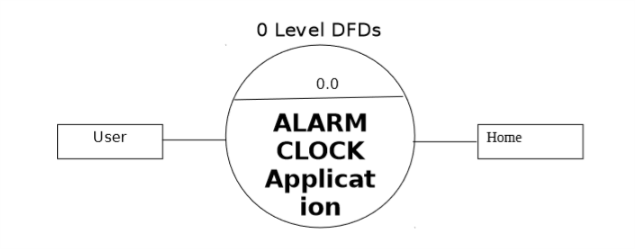 0 Level DFDs
0.0
User
ALARM
CLOCK
Applicat
ion
Home